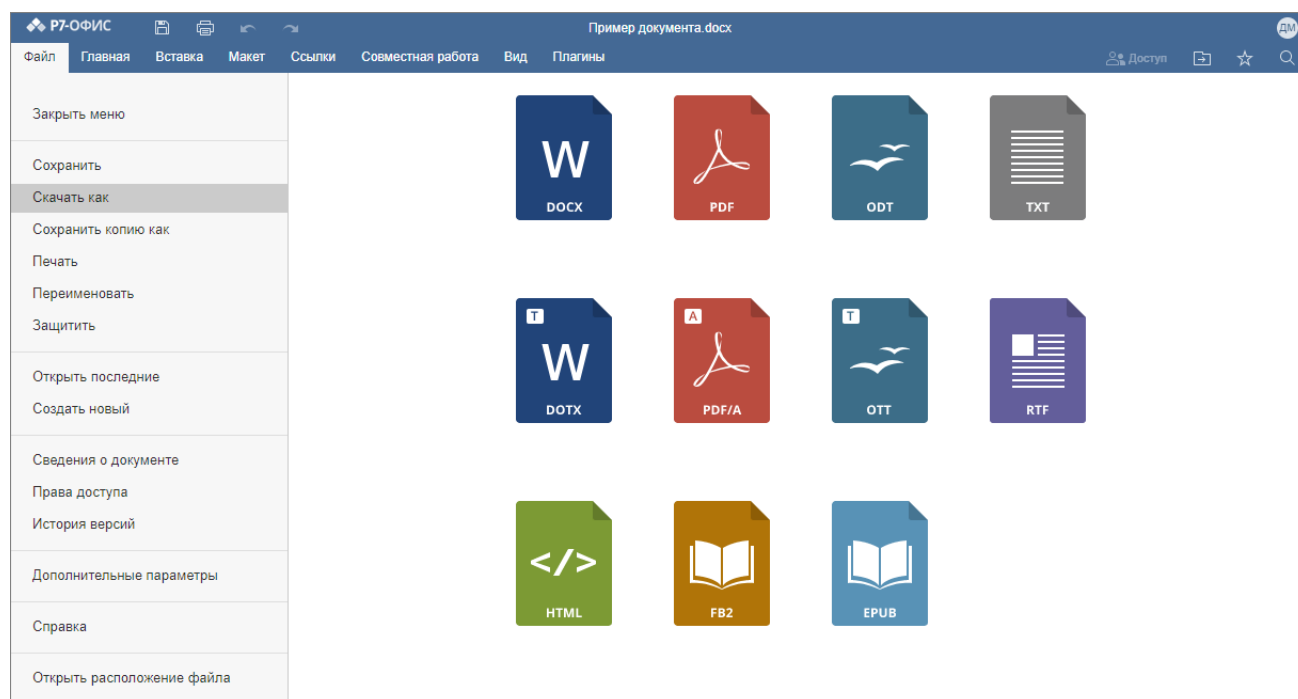 Р7-ОФИС
Пример документа.docx
ДМ
Файл Главная Вставка Макет Ссылки Совместная работа Вид Плагины Доступ
Закрыть меню
Сохранить
Скачать как
Сохранить копию как
Печать
Переименовать
Защитить
Открыть последние
Создать новый
Сведения о документе
Права доступа
История версий
Дополнительные параметры
Справка
Открыть расположение файла
W
DOCX
PDF
ODT
TXT
T
W
DOTX
A
PDF/A
T
OTT
RTF
</>
HTML
FB2
EPUB